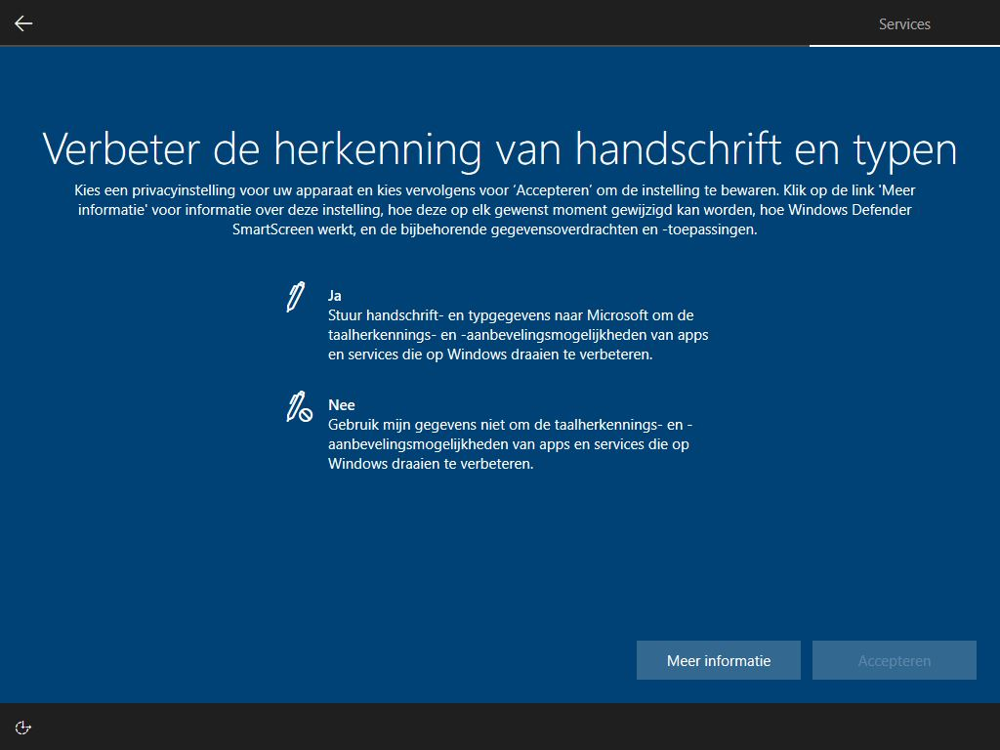 Services
Verbeter de herkenning van handschrift en typen
Kies een privacyinstelling voor uw apparaat en kies vervolgens voor ‘Accepteren’ om de instelling te bewaren. Klik op de link 'Meer
informatie' voor informatie over deze instelling, hoe deze op elk gewenst moment gewijzigd kan worden, hoe Windows Defender
SmartScreen werkt, en de bijbehorende gegevensoverdrachten en -toepassingen.
Ja
Stuur handschrift- en typgegevens naar Microsoft om de
taalherkennings- en -aanbevelingsmogelijkheden van apps
en services die op Windows draaien te verbeteren.
Nee
Gebruik mijn gegevens niet om de taalherkennings- en -
aanbevelingsmogelijkheden van apps en services die op
Windows draaien te verbeteren.
Meer informatie
Accepteren